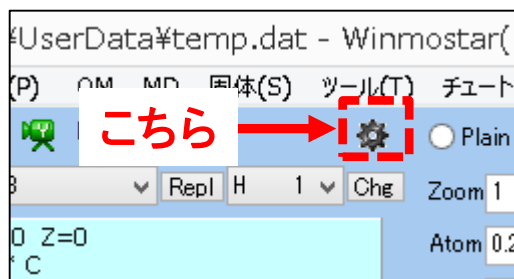 ¥UserData¥temp.dat - Winmostar(
(P) QM MD 固体(S) ツール(T) チュート
こちら
Plain
Repl H 1 Chg Zoom 1
0 Z=0 Atom 0.2
C